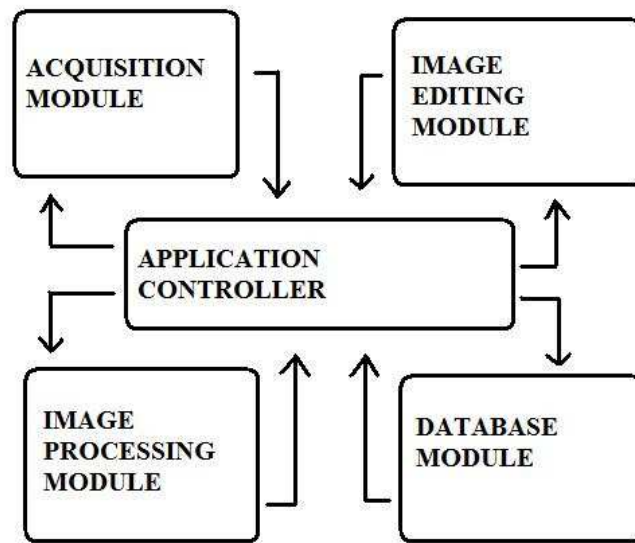 ACQUISITION
MODULE
IMAGE
EDITING
MODULE
APPLICATION
CONTROLLER
IMAGE
PROCESSING
MODULE
DATABASE
MODULE